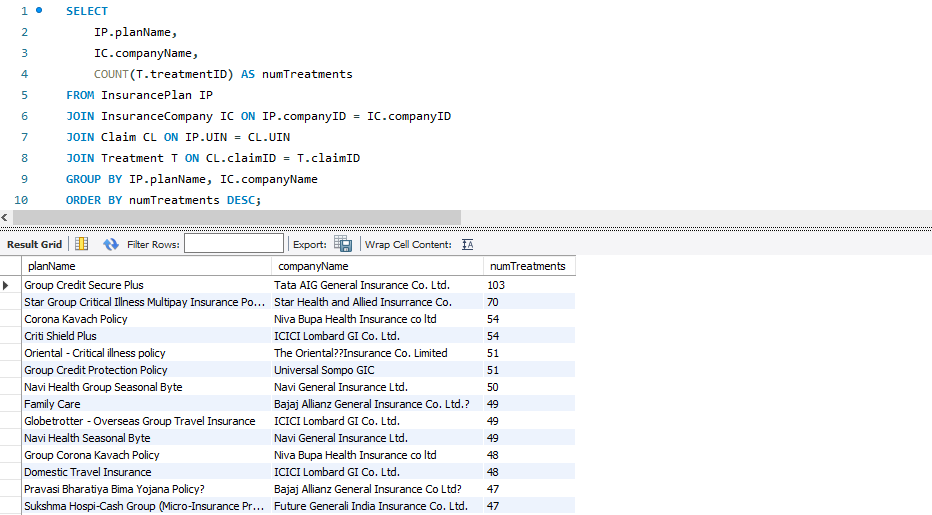 1 SELECT
2 IP.planName,
3 IC.companyName,
4 COUNT(T.treatmentID) AS numTreatments
5 FROM InsurancePlan IP
6 JOIN InsuranceCompany IC ON IP.companyID = IC.companyID
7 JOIN Claim CL ON IP.UIN = CL.UIN
8 JOIN Treatment T ON CL.claimID = T.claimID
9 GROUP BY IP.planName, IC.companyName
10 ORDER BY numTreatments DESC;
Result Grid Filter Rows: Export: Wrap Cell Content:
planName companyName numTreatments
Group Credit Secure Plus Tata AIG General Insurance Co. Ltd. 103
Star Group Critical Illness Multipay Insurance Po... Star Health and Allied Insurrance Co. 70
Corona Kavach Policy Niva Bupa Health Insurance co ltd 54
Criti Shield Plus ICICI Lombard GI Co. Ltd. 54
Oriental - Critical illness policy The Oriental??Insurance Co. Limited 51
Group Credit Protection Policy Universal Sompo GIC 51
Navi Health Group Seasonal Byte Navi General Insurance Ltd. 50
Family Care Bajaj Allianz General Insurance Co. Ltd.? 49
Globetrotter - Overseas Group Travel Insurance ICICI Lombard GI Co. Ltd. 49
Navi Health Seasonal Byte Navi General Insurance Ltd. 49
Group Corona Kavach Policy Niva Bupa Health Insurance co ltd 48
Domestic Travel Insurance ICICI Lombard GI Co. Ltd. 48
Pravasi Bharatiya Bima Yojana Policy? Bajaj Allianz General Insurance Co Ltd? 47
Sukshma Hospi-Cash Group (Micro-Insurance Pr... Future Generali India Insurance Co. Ltd. 47